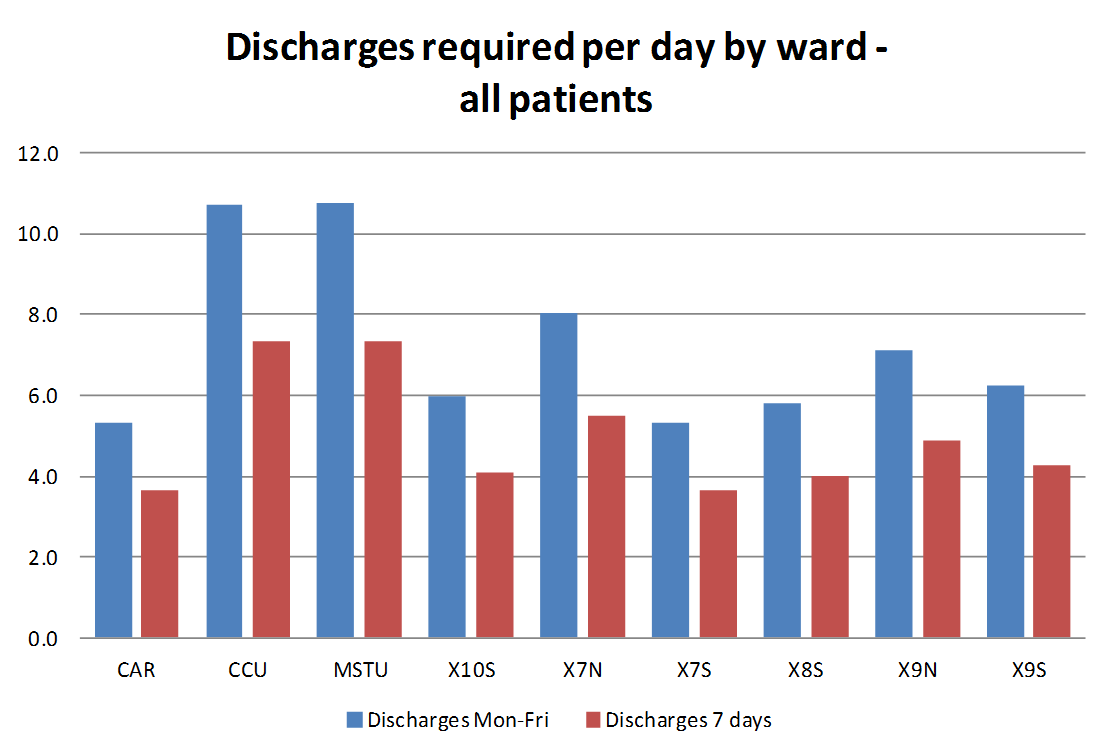 Discharges required per day by ward -
all patients
12.0
10.0
8.0
6.0
4.0
2.0
0.0
CAR CCU MSTU X10S X7N X7S X8S X9N X9S
Discharges Mon-Fri Discharges 7 days